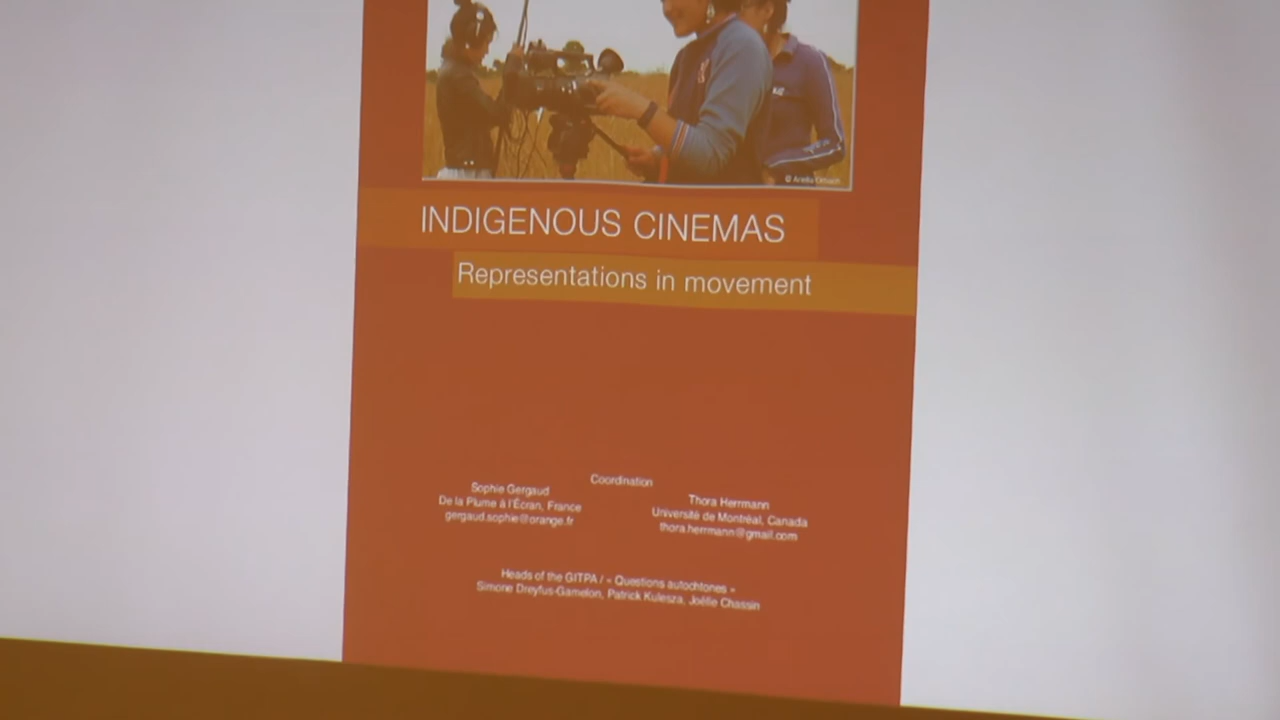 INDIGENOUS CINEMAS
Representations in movement
Coordination
Sophie Gergaud
De la Plume à l'Écran, France
gergaud.sophie@orange.fr
Thora Herrmann
Université de Montréal, Canada
thora.herrmann@gmail.com
Heads of the GITPA / « Questions autochtones »
Simone Dreyfus-Gamelon, Patrick Kulesza, Joëlle Chassin